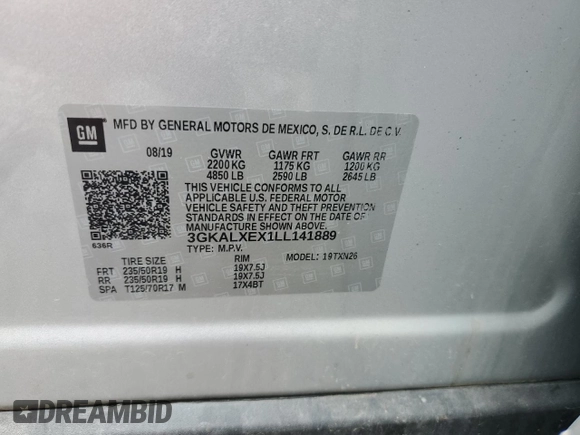 GM
MFD BY GENERAL MOTORS DE MEXICO, S. DE R.L. DE C.V.
08/19 GVWR GAWR FRT GAWR RR
2200 KG 1175 KG 1200 KG
4850 LB 2590 LB 2645 LB
THIS VEHICLE CONFORMS TO ALL
APPLICABLE U.S. FEDERAL MOTOR
VEHICLE SAFETY AND THEFT PREVENTION
STANDARDS IN EFFECT ON THE DATE OF
MANUFACTURE SHOWN ABOVE.
3GKALXEX1LL141889
636R
TYPE: M.P.V. MODEL: 19TXN26
TIRE SIZE RIM
FRT 235/50R19 H 19X7.5J
RR 235/50R19 H 19X7.5J
SPA T125/70R17 M 17X4BT
DREAMBID